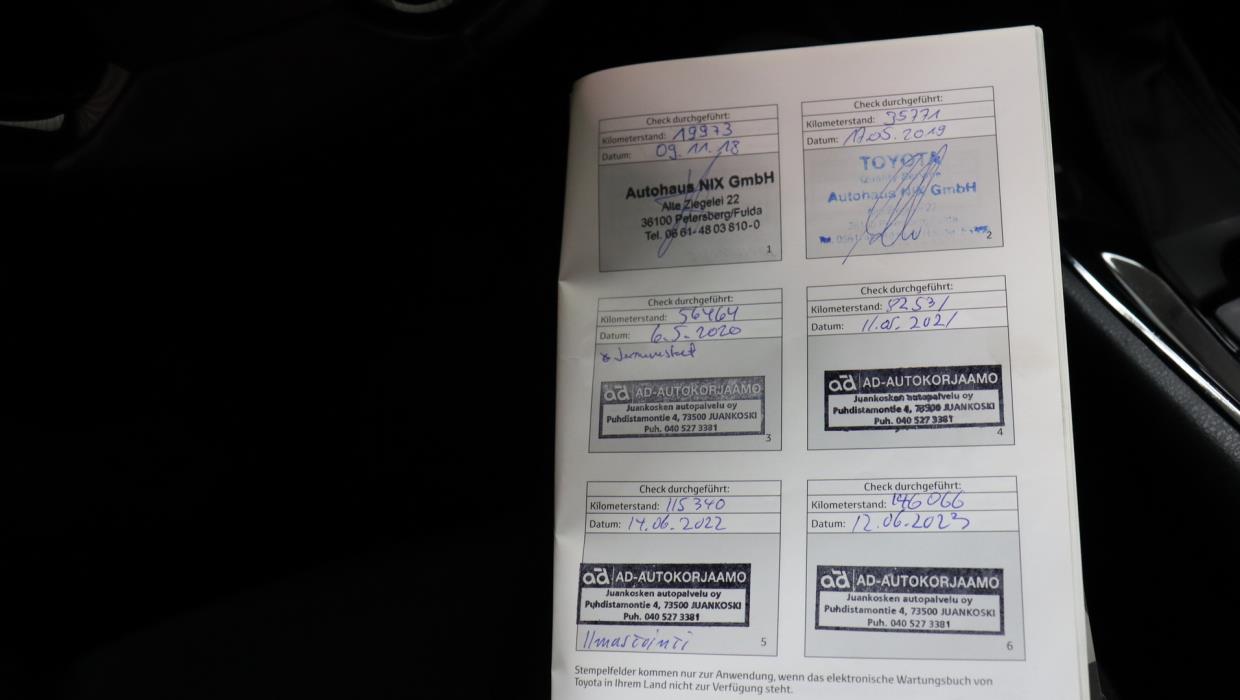 Check durchgeführt:
Kilometerstand: 19973
Datum: 09.11.18
Autohaus NIX GmbH
Alte Ziegelei 22
36100 Petersberg/Fulda
Tel. 06 61-48 03 810-0
1
Check durchgeführt:
Kilometerstand: 35771
Datum: 17.05.2019
TOYOTA
Autohaus NIX GmbH
2
Check durchgeführt:
Kilometerstand: 56464
Datum: 6.5.2020
ad AD-AUTOKORJAAMO
Juankosken autopalvelu oy
Puhdistamontie 4, 73500 JUANKOSKI
Puh. 040 527 3381
3
Check durchgeführt:
Kilometerstand: 82531
Datum: 11.05.2021
ad AD-AUTOKORJAAMO
Juankosken autopalvelu oy
Puhdistamontie 4, 73500 JUANKOSKI
Puh. 040 527 3381
4
Check durchgeführt:
Kilometerstand: 115340
Datum: 14.06.2022
ad AD-AUTOKORJAAMO
Juankosken autopalvelu oy
Puhdistamontie 4, 73500 JUANKOSKI
Puh. 040 527 3381
Ilmastointi
5
Check durchgeführt:
Kilometerstand: 146066
Datum: 12.06.2023
ad AD-AUTOKORJAAMO
Juankosken autopalvelu oy
Puhdistamontie 4, 73500 JUANKOSKI
Puh. 040 527 3381
6
Stempelfelder kommen nur zur Anwendung, wenn das elektronische Wartungsbuch von
Toyota in Ihrem Land nicht zur Verfügung steht.